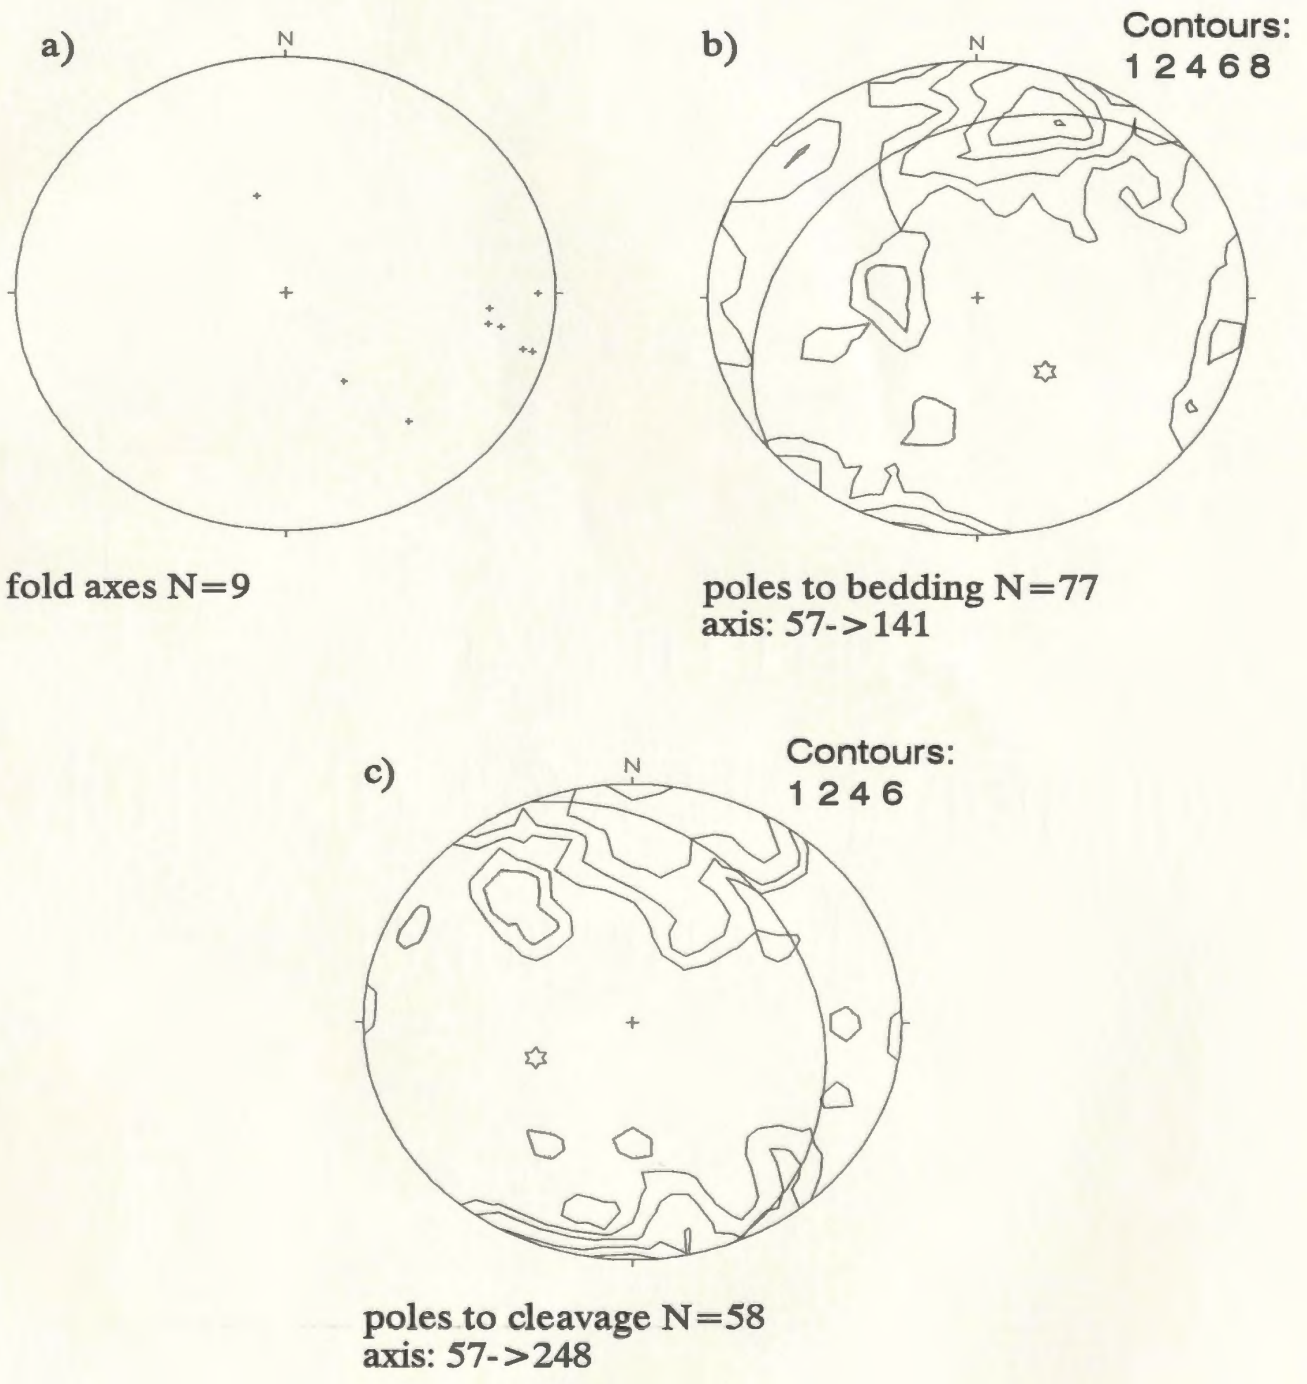 a)
N
fold axes N=9
b)
N
Contours:
1 2 4 6 8
poles to bedding N=77
axis: 57->141
c)
N
Contours:
1 2 4 6
poles to cleavage N=58
axis: 57->248